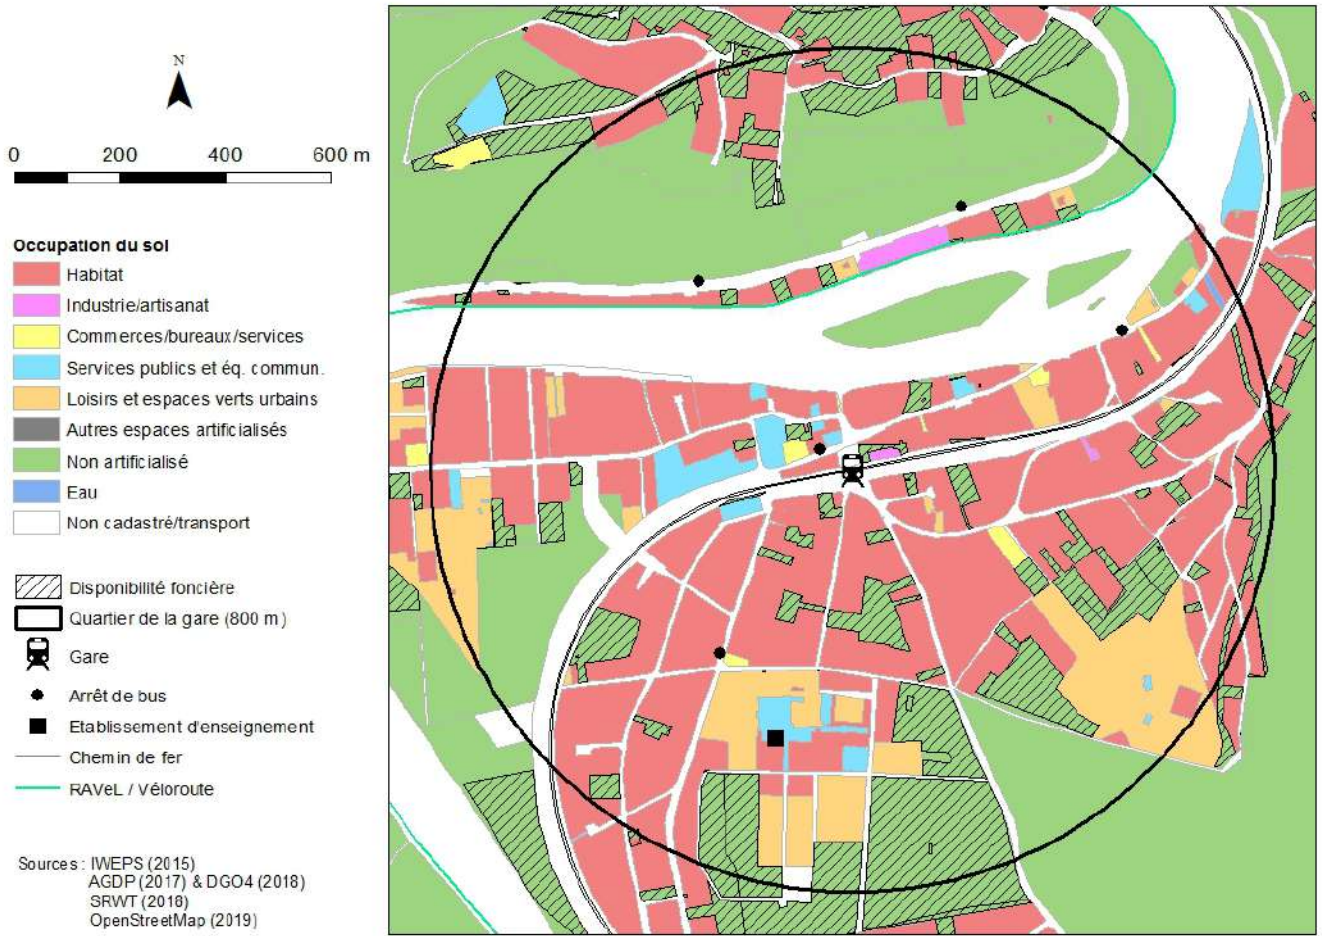 N
0 200 400 600 m
Occupation du sol
Habitat
Industrie/artisanat
Commerces/bureaux/services
Services publics et éq. commun.
Loisirs et espaces verts urbains
Autres espaces artificialisés
Non artificialisé
Eau
Non cadastré/transport
Disponibilité foncière
Quartier de la gare (800 m)
Gare
Arrêt de bus
Etablissement d'enseignement
Chemin de fer
RAVeL / Véloroute
Sources : IWEPS (2015)
AGDP (2017) & DGO4 (2018)
SRWT (2018)
OpenStreetMap (2019)